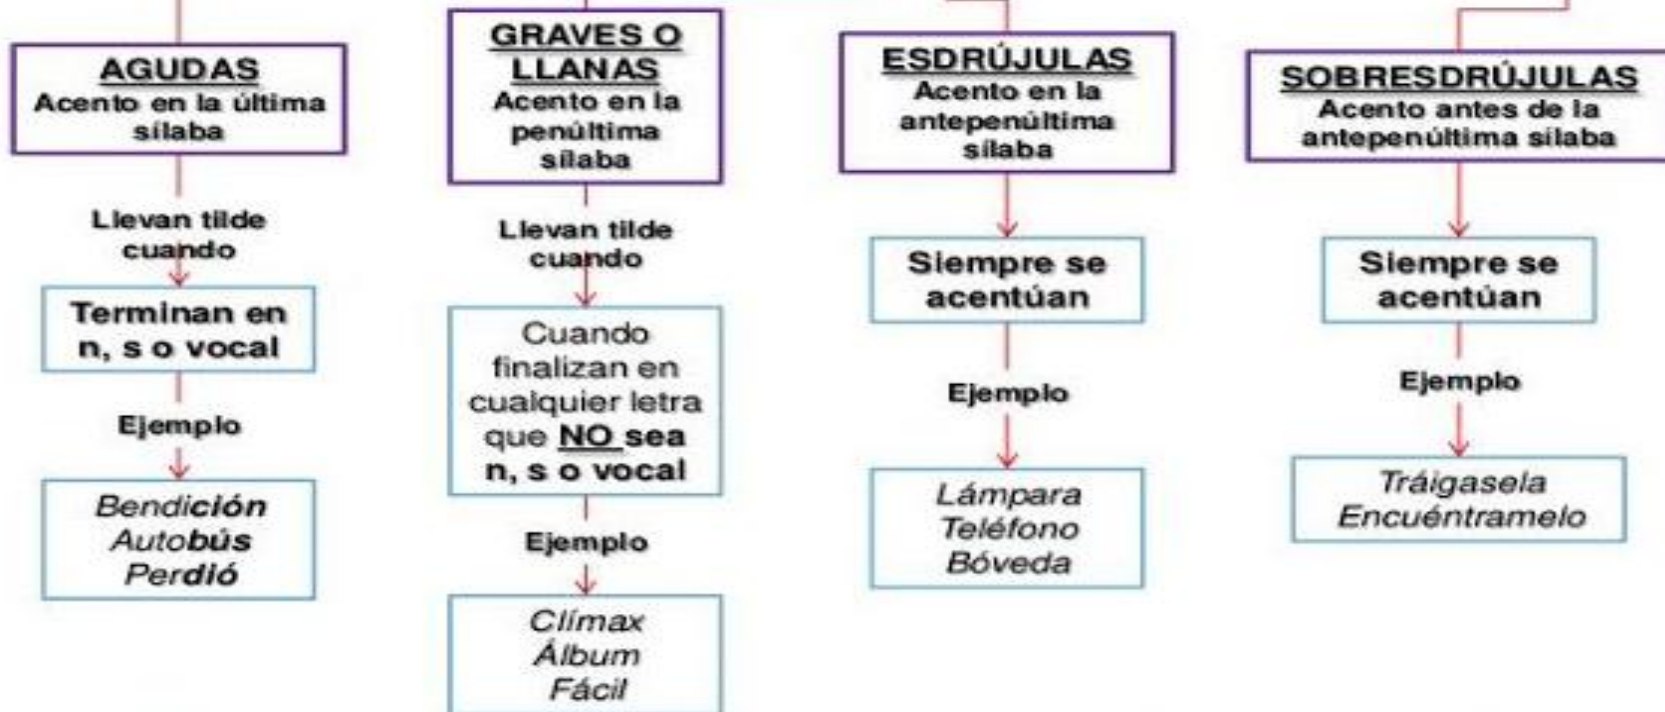 AGUDAS
Acento en la última
sílaba
Llevan tilde
cuando
Terminan en
n, s o vocal
Ejemplo
Bendición
Autobús
Perdió
GRAVES O
LLANAS
Acento en la
penúltima
sílaba
Llevan tilde
cuando
Cuando
finalizan en
cualquier letra
que NO sea
n, s o vocal
Ejemplo
Clímax
Álbum
Fácil
ESDRÚJULAS
Acento en la
antepenúltima
sílaba
Siempre se
acentúan
Ejemplo
Lámpara
Teléfono
Bóveda
SOBRESDRÚJULAS
Acento antes de la
antepenúltima sílaba
Siempre se
acentúan
Ejemplo
Tráigasela
Encuéntramelo